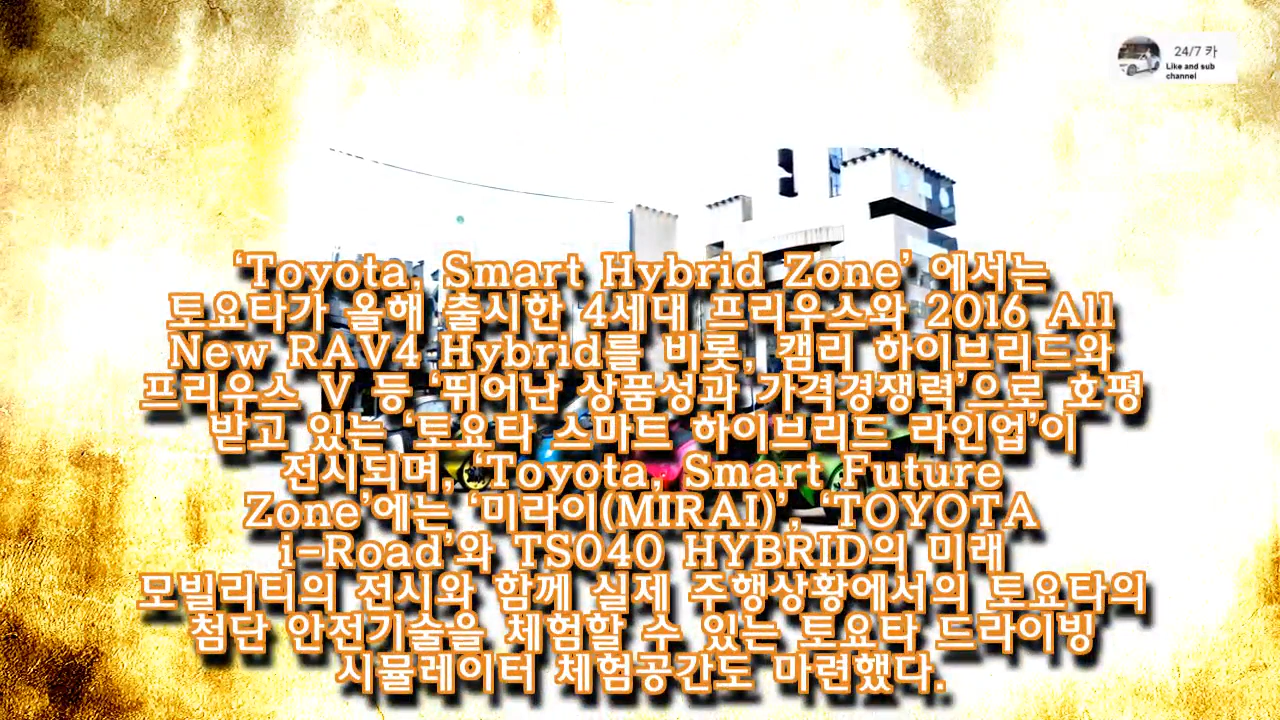 24/7 카
Like and sub
channel
‘Toyota, Smart Hybrid Zone’ 에서는
토요타가 올해 출시한 4세대 프리우스와 2016 All
New RAV4 Hybrid를 비롯, 캠리 하이브리드와
프리우스 V 등 ‘뛰어난 상품성과 가격경쟁력’으로 호평
받고 있는 ‘토요타 스마트 하이브리드 라인업’이
전시되며, ‘Toyota, Smart Future
Zone’에는 ‘미라이(MIRAI)’, ‘TOYOTA
i-Road’와 TS040 HYBRID의 미래
모빌리티의 전시와 함께 실제 주행상황에서의 토요타의
첨단 안전기술을 체험할 수 있는 토요타 드라이빙
시뮬레이터 체험공간도 마련했다.